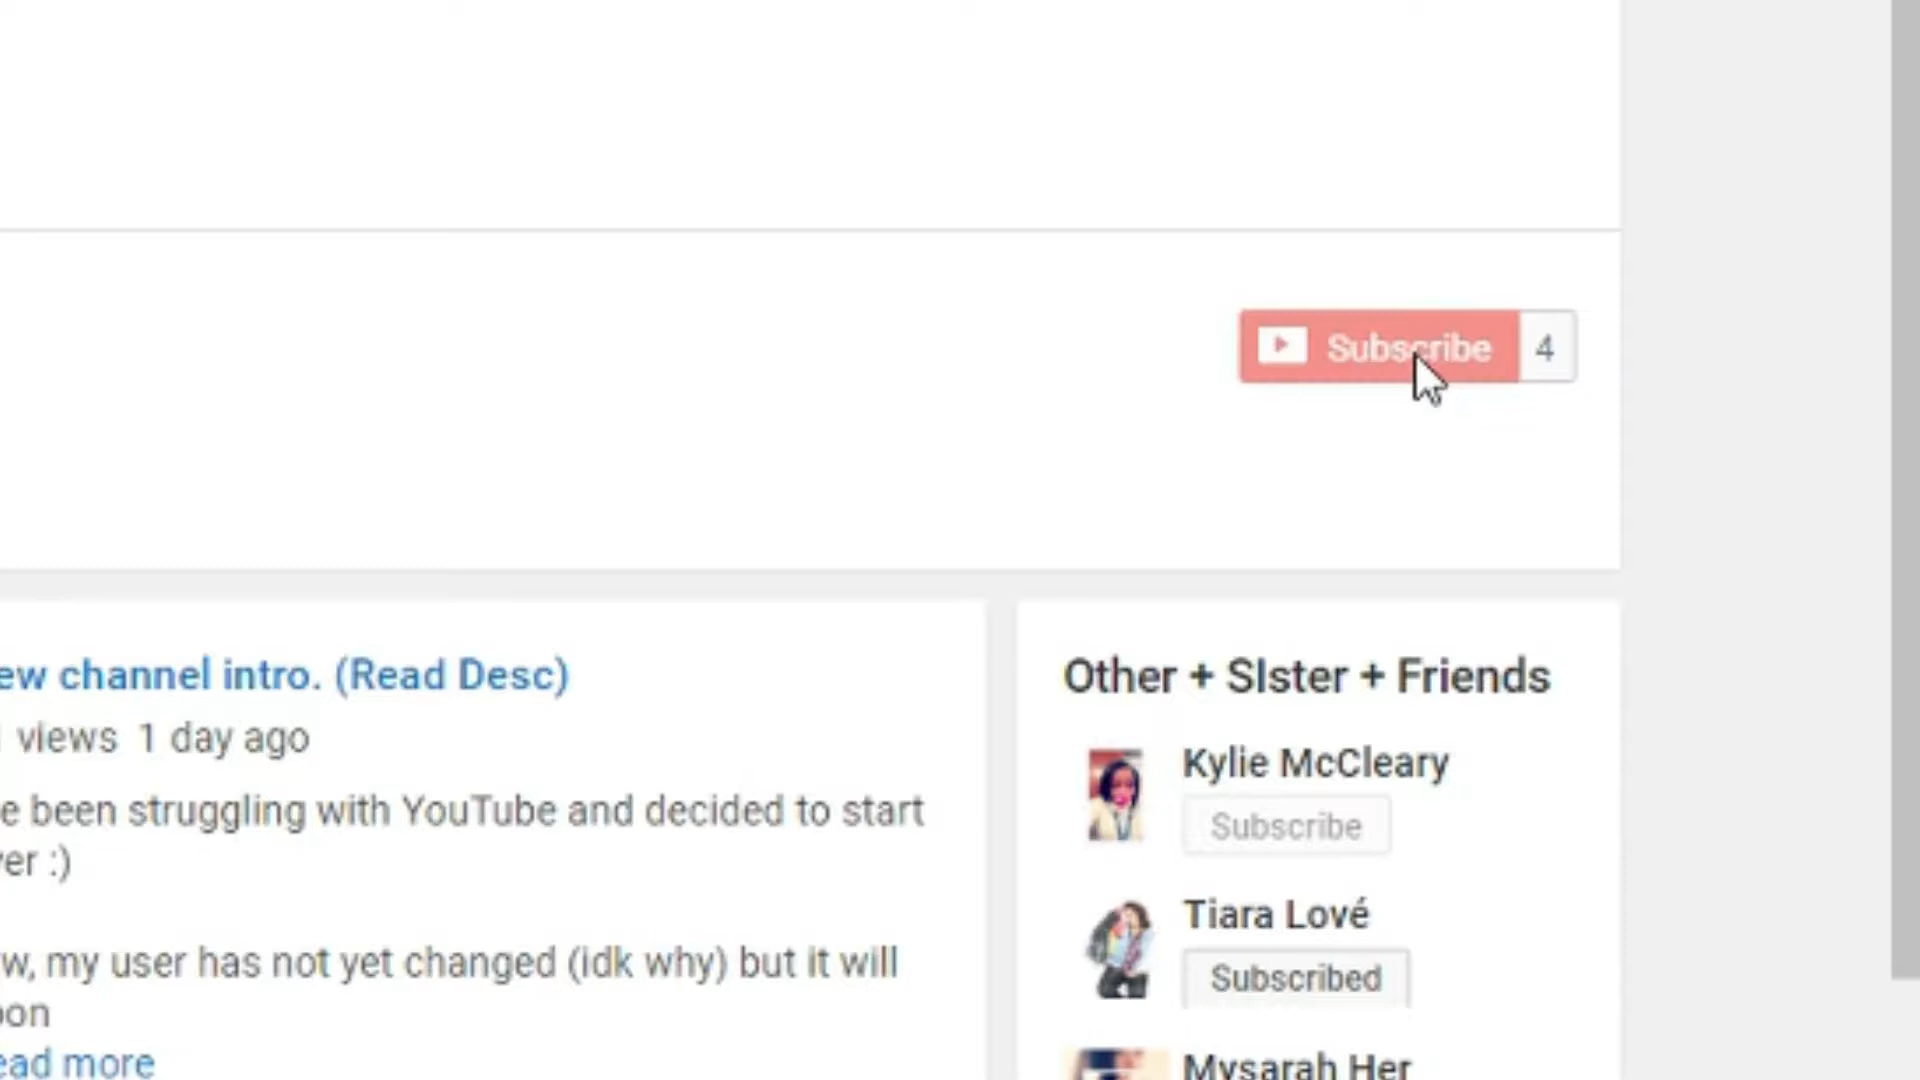 Subscribe 4
ew channel intro. (Read Desc)
views 1 day ago
e been struggling with YouTube and decided to start
ver :)
w, my user has not yet changed (idk why) but it will
oon
ead more
Other + SIster + Friends
Kylie McCleary
Subscribe
Tiara Lové
Subscribed
Mysarah Her